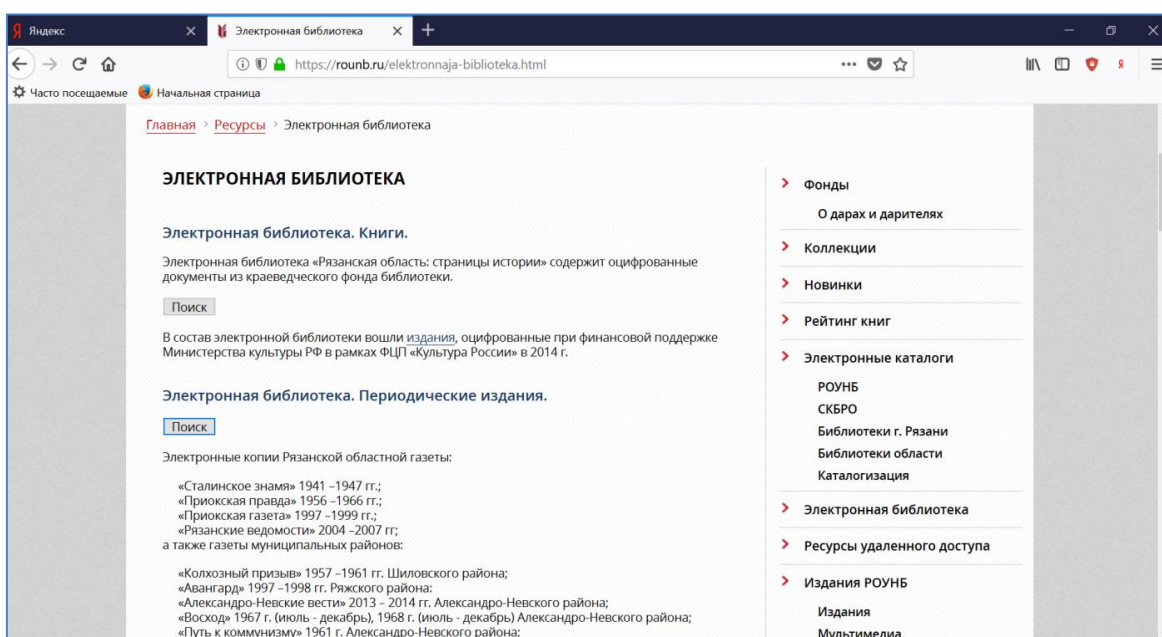 Яндекс
Электронная библиотека
https://rounb.ru/elektronnaja-biblioteka.html
Часто посещаемые
Начальная страница
Главная > Ресурсы > Электронная библиотека
ЭЛЕКТРОННАЯ БИБЛИОТЕКА
Электронная библиотека. Книги.
Электронная библиотека «Рязанская область: страницы истории» содержит оцифрованные
документы из краеведческого фонда библиотеки.
Поиск
В состав электронной библиотеки вошли издания, оцифрованные при финансовой поддержке
Министерства культуры РФ в рамках ФЦП «Культура России» в 2014 г.
Электронная библиотека. Периодические издания.
Поиск
Электронные копии Рязанской областной газеты:
«Сталинское знамя» 1941 –1947 гг.;
«Приокская правда» 1956 –1966 гг.;
«Приокская газета» 1997 –1999 гг.;
«Рязанские ведомости» 2004 –2007 гг;
а также газеты муниципальных районов:
«Колхозный призыв» 1957 –1961 гг. Шиловского района;
«Авангард» 1997 –1998 гг. Ряжского района:
«Александро-Невские вести» 2013 – 2014 гг. Александро-Невского района;
«Восход» 1967 г. (июль - декабрь), 1968 г. (июль - декабрь) Александро-Невского района;
«Путь к коммунизму» 1961 г. Александро-Невского района;
Фонды
О дарах и дарителях
Коллекции
Новинки
Рейтинг книг
Электронные каталоги
РОУНБ
СКБРО
Библиотеки г. Рязани
Библиотеки области
Каталогизация
Электронная библиотека
Ресурсы удаленного доступа
Издания РОУНБ
Издания
Мультимедиа